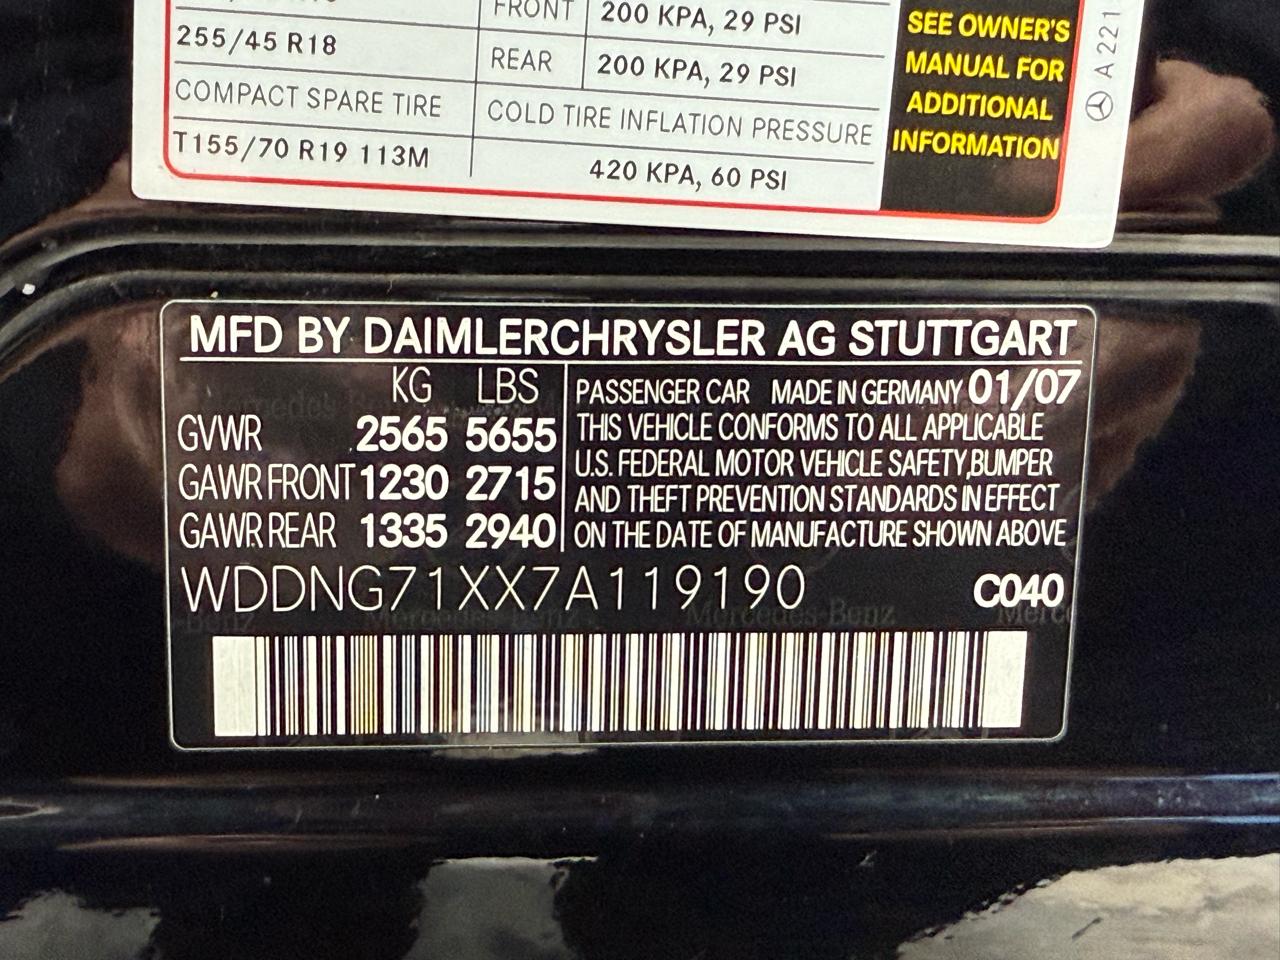 FRONT 200 KPA, 29 PSI
255/45 R18 REAR 200 KPA, 29 PSI
COMPACT SPARE TIRE COLD TIRE INFLATION PRESSURE
T155/70 R19 113M 420 KPA, 60 PSI
SEE OWNER'S
MANUAL FOR
ADDITIONAL
INFORMATION
A 221
MFD BY DAIMLERCHRYSLER AG STUTTGART
KG LBS
GVWR 2565 5655
GAWR FRONT 1230 2715
GAWR REAR 1335 2940
PASSENGER CAR MADE IN GERMANY 01/07
THIS VEHICLE CONFORMS TO ALL APPLICABLE
U.S. FEDERAL MOTOR VEHICLE SAFETY,BUMPER
AND THEFT PREVENTION STANDARDS IN EFFECT
ON THE DATE OF MANUFACTURE SHOWN ABOVE
WDDNG71XX7A119190 C040
Mercedes-Benz